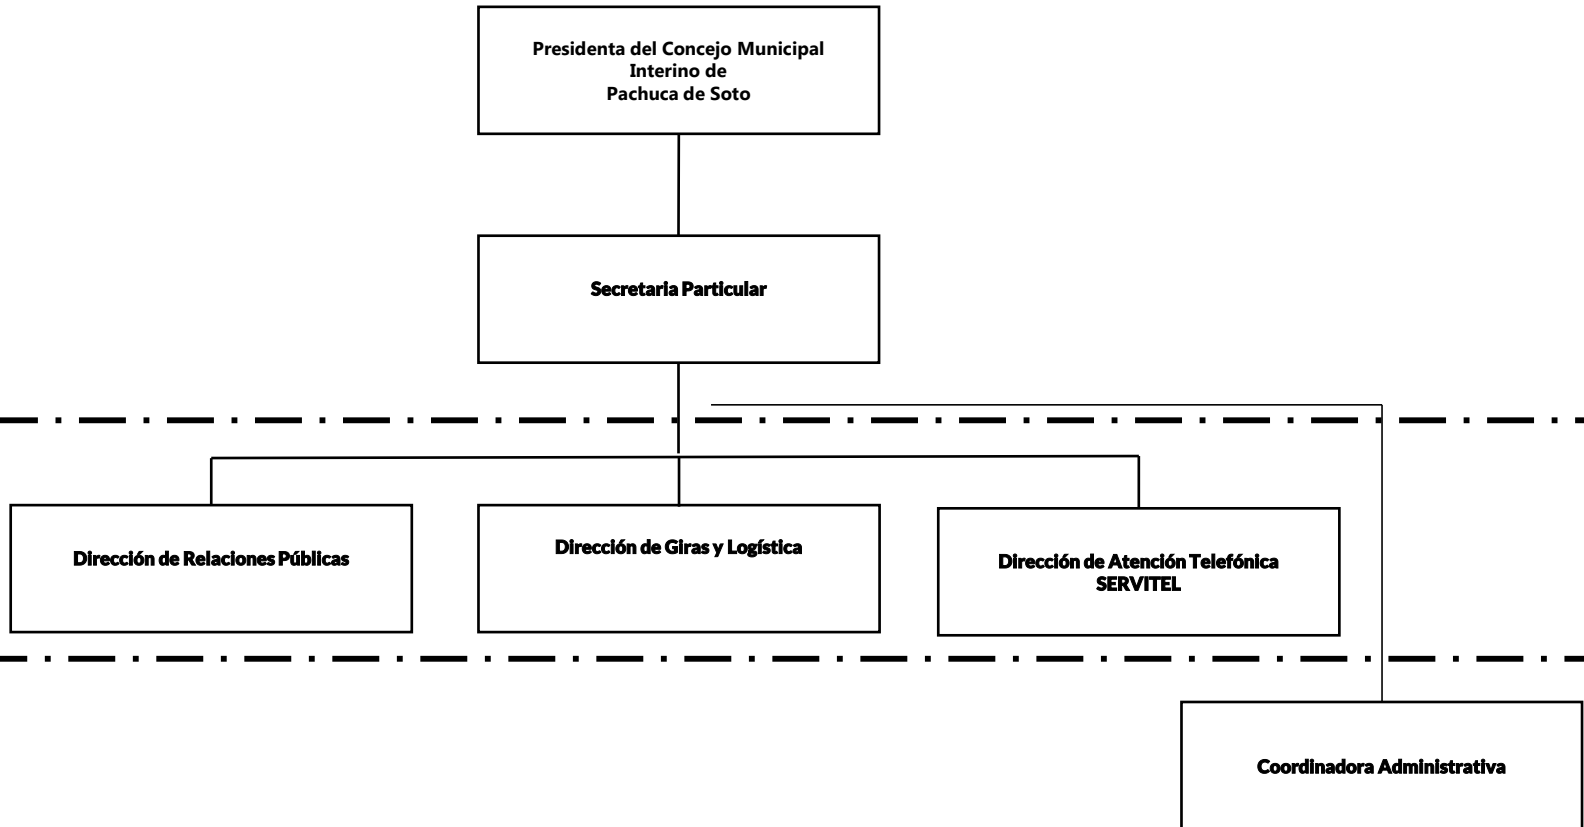 Presidenta del Concejo Municipal
Interino de
Pachuca de Soto
Secretaria Particular
Dirección de Relaciones Públicas
Dirección de Giras y Logística
Dirección de Atención Telefónica
SERVITEL
Coordinadora Administrativa